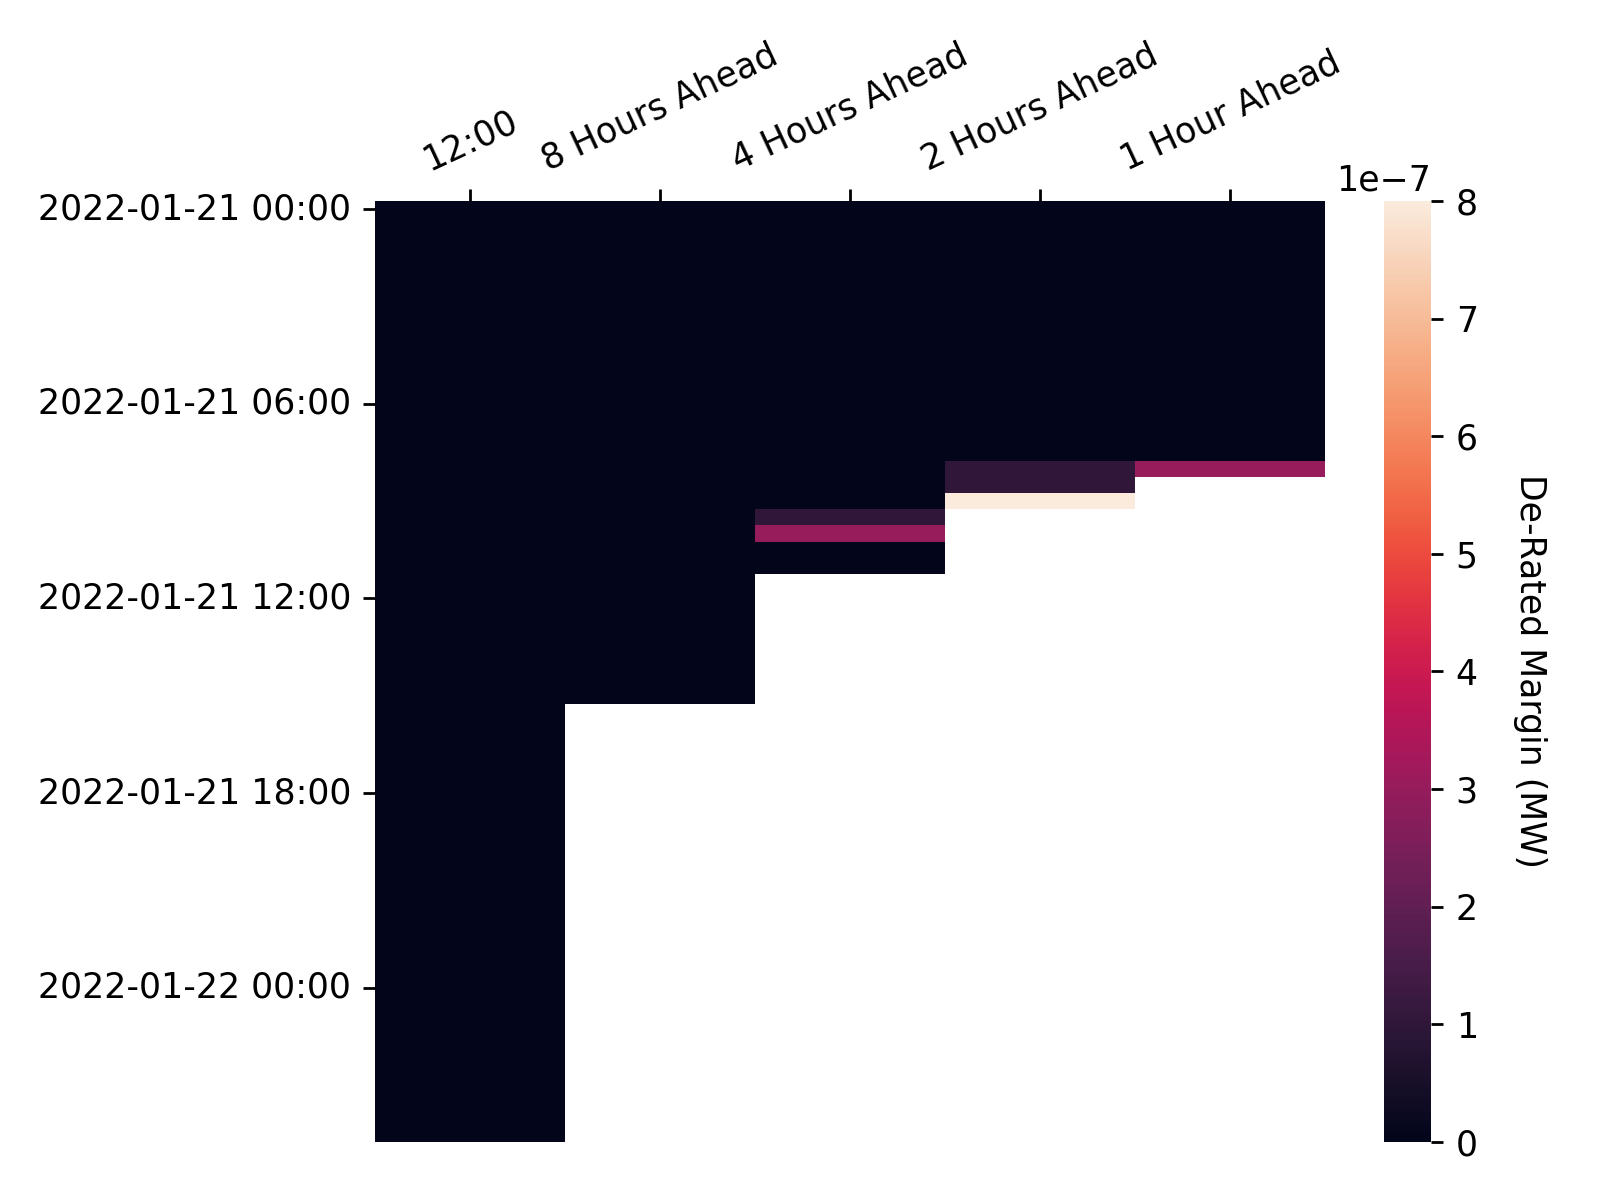 12:00
8 Hours Ahead
4 Hours Ahead
2 Hours Ahead
1 Hour Ahead
1e−7
2022-01-21 00:00
2022-01-21 06:00
2022-01-21 12:00
2022-01-21 18:00
2022-01-22 00:00
8
7
6
5
4
3
2
1
0
De-Rated Margin (MW)